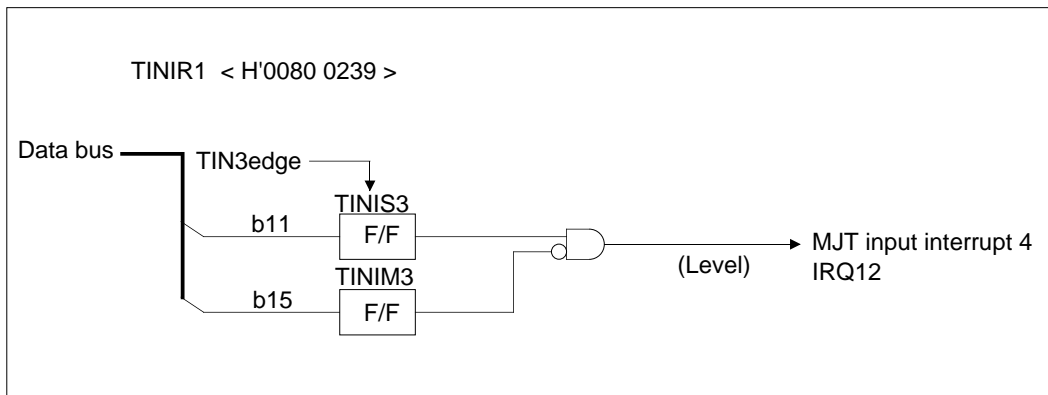 TINIR1 < H'0080 0239 >
Data bus
TIN3edge
TINIS3
b11
F/F
TINIM3
b15
F/F
(Level)
MJT input interrupt 4
IRQ12